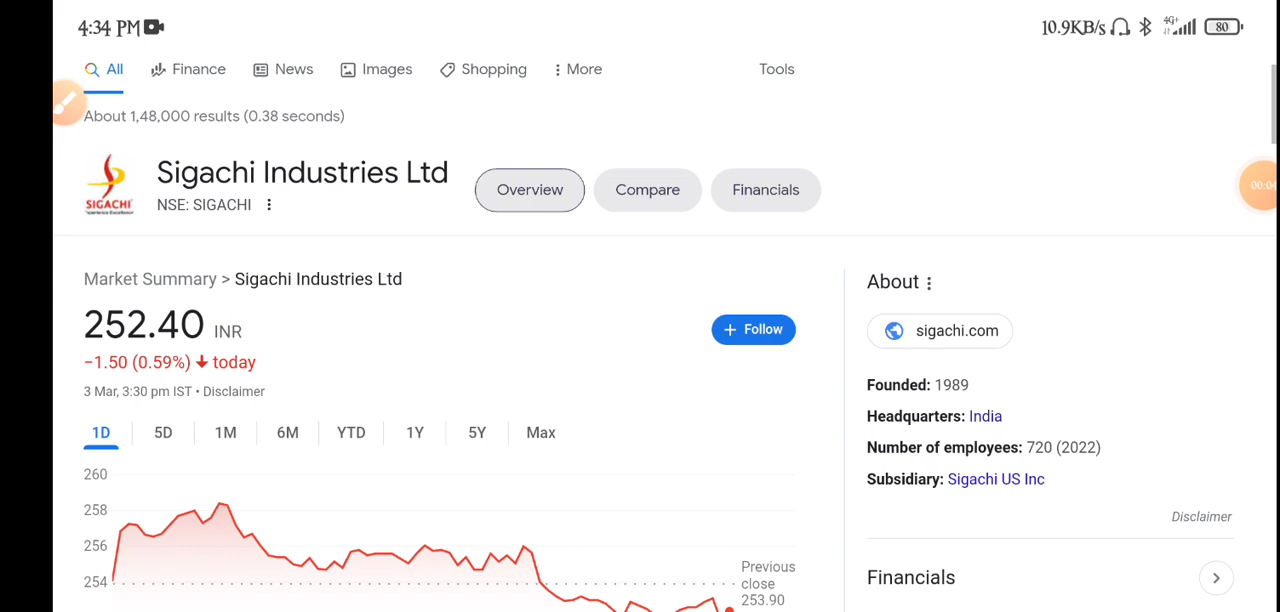 4:34 PM 10.9KB/s 4G+ 80
All Finance News Images Shopping More Tools
About 1,48,000 results (0.38 seconds)
SIGACHI
Sigachi Industries Ltd
NSE: SIGACHI
Overview Compare Financials
Market Summary > Sigachi Industries Ltd
252.40 INR
+ Follow
−1.50 (0.59%) today
3 Mar, 3:30 pm IST • Disclaimer
1D 5D 1M 6M YTD 1Y 5Y Max
260
258
256
254
Previous
close
253.90
About
sigachi.com
Founded: 1989
Headquarters: India
Number of employees: 720 (2022)
Subsidiary: Sigachi US Inc
Disclaimer
Financials